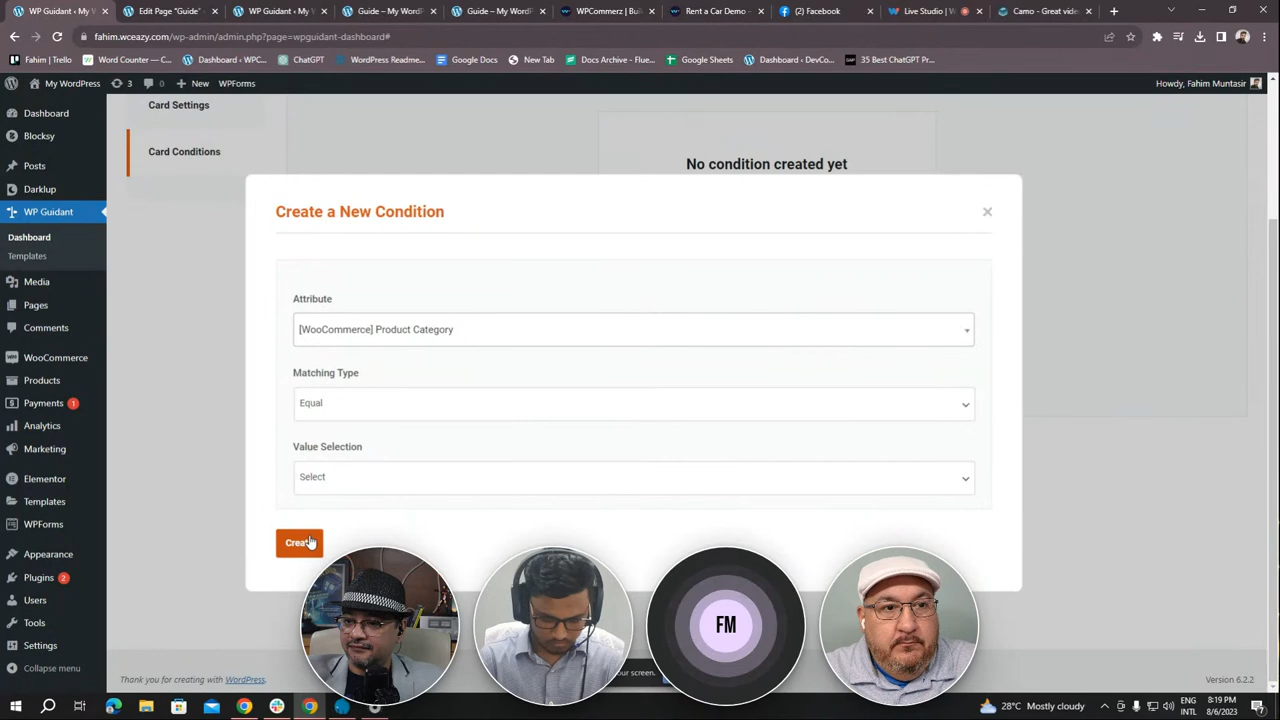 WP Guidant ‹ My W
Edit Page "Guide" ‹
WP Guidant ‹ My W
Guide – My WordP
Guide – My WordP
WPCommerz | Buil
Rent a Car Demo –
(2) Facebook
Live Studio | W
Camo - Great vide
fahim.wceazy.com/wp-admin/admin.php?page=wpguidant-dashboard#
Fahim | Trello
Word Counter - C...
Dashboard ‹ WPC...
ChatGPT
WordPress Readme...
Google Docs
New Tab
Docs Archive - Flue...
Google Sheets
Dashboard ‹ DevCo...
35 Best ChatGPT Pr...
My WordPress
3
0
New
WPForms
Howdy, Fahim Muntasir
Dashboard
Blocksy
Posts
Darklup
WP Guidant
Dashboard
Templates
Media
Pages
Comments
WooCommerce
Products
Payments 1
Analytics
Marketing
Elementor
Templates
WPForms
Appearance
Plugins 2
Users
Tools
Settings
Collapse menu
Card Settings
Card Conditions
No condition created yet
Create a New Condition
×
Attribute
[WooCommerce] Product Category
Matching Type
Equal
Value Selection
Select
Create
FM
our screen.
Thank you for creating with WordPress.
Version 6.2.2
28°C Mostly cloudy
ENG
INTL
8:19 PM
8/6/2023